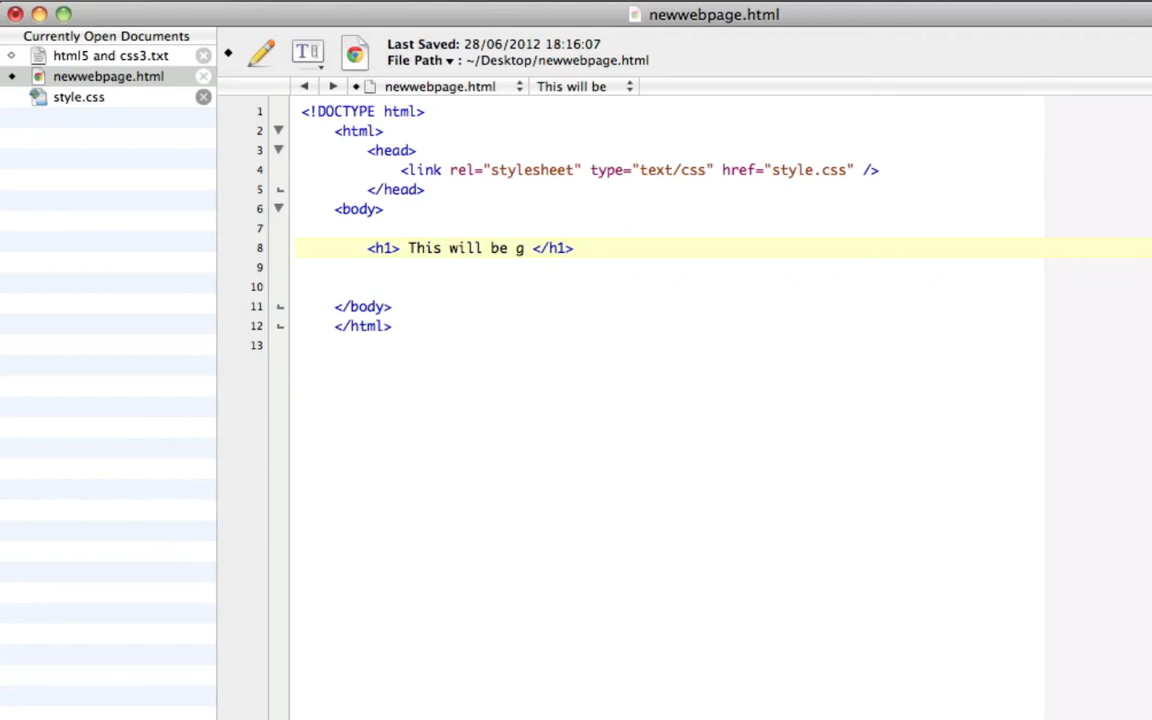 newwebpage.html
Currently Open Documents
html5 and css3.txt
newwebpage.html
style.css
Last Saved: 28/06/2012 18:16:07
File Path ▾ : ~/Desktop/newwebpage.html
newwebpage.html This will be
1 <!DOCTYPE html>
2 <html>
3 <head>
4 <link rel="stylesheet" type="text/css" href="style.css" />
5 </head>
6 <body>
7
8 <h1> This will be g </h1>
9
10
11 </body>
12 </html>
13